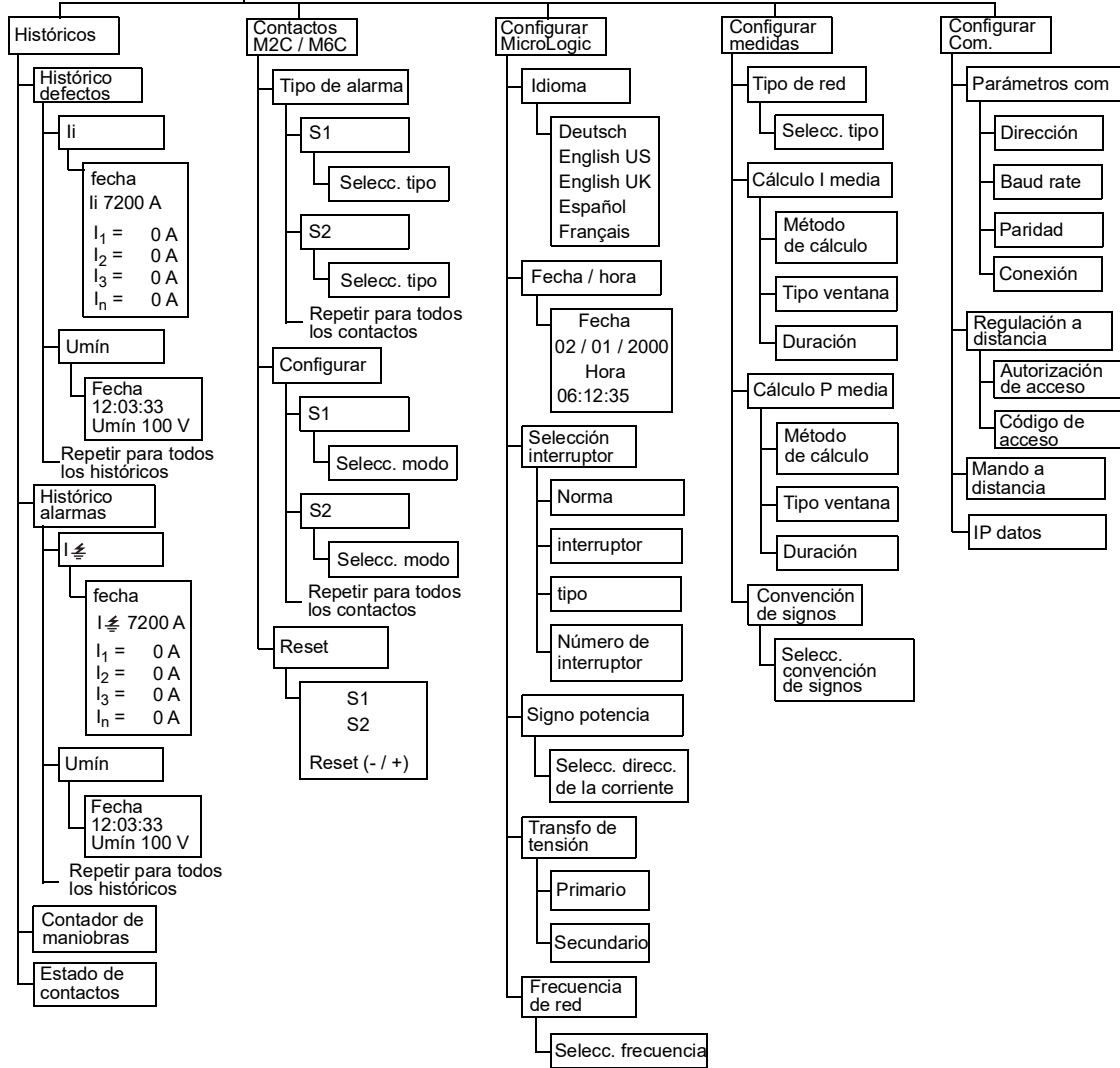 Históricos
Histórico
defectos
Ii
fecha
Ii 7200 A
I1 = 0 A
I2 = 0 A
I3 = 0 A
In = 0 A
Umín
Fecha
12:03:33
Umín 100 V
Repetir para todos
los históricos
Histórico
alarmas
I⏚
fecha
I⏚ 7200 A
I1 = 0 A
I2 = 0 A
I3 = 0 A
In = 0 A
Umín
Fecha
12:03:33
Umín 100 V
Repetir para todos
los históricos
Contador de
maniobras
Estado de
contactos
Contactos
M2C / M6C
Tipo de alarma
S1
Selecc. tipo
S2
Selecc. tipo
Repetir para todos
los contactos
Configurar
S1
Selecc. modo
S2
Selecc. modo
Repetir para todos
los contactos
Reset
S1
S2
Reset (- / +)
Configurar
MicroLogic
Idioma
Deutsch
English US
English UK
Español
Français
Fecha / hora
Fecha
02 / 01 / 2000
Hora
06:12:35
Selección
interruptor
Norma
interruptor
tipo
Número de
interruptor
Signo potencia
Selecc. direcc.
de la corriente
Transfo de
tensión
Primario
Secundario
Frecuencia
de red
Selecc. frecuencia
Configurar
medidas
Tipo de red
Selecc. tipo
Cálculo I media
Método
de cálculo
Tipo ventana
Duración
Cálculo P media
Método
de cálculo
Tipo ventana
Duración
Convención
de signos
Selecc.
convención
de signos
Configurar
Com.
Parámetros com
Dirección
Baud rate
Paridad
Conexión
Regulación a
distancia
Autorización
de acceso
Código de
acceso
Mando a
distancia
IP datos